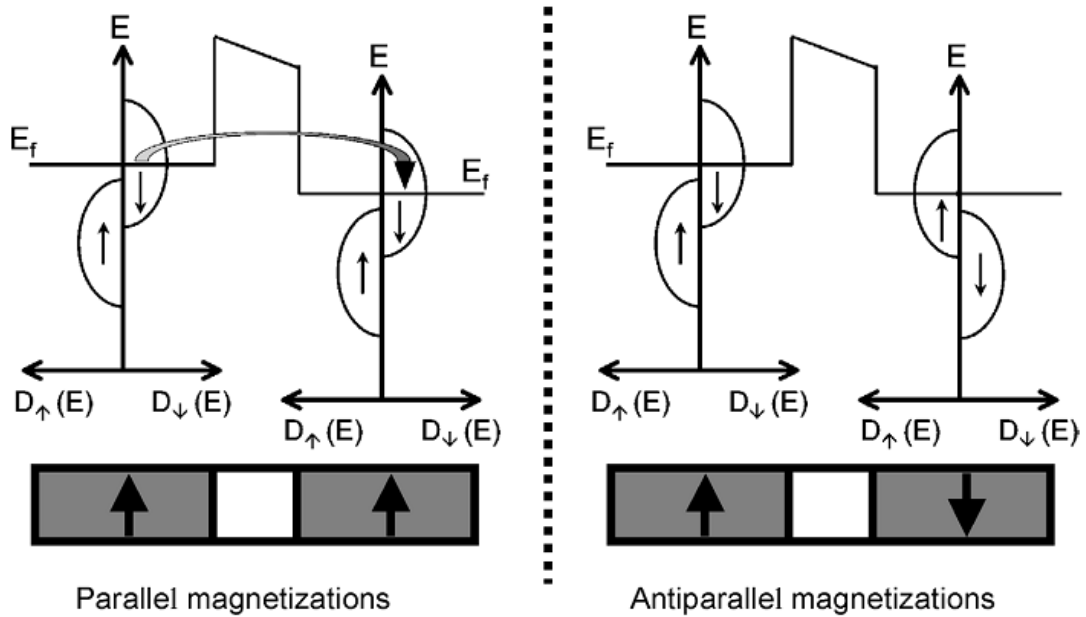 E
E
E_f
E_f
D↑(E) D↓(E)
D↑(E) D↓(E)
Parallel magnetizations
E
E
E_f
D↑(E) D↓(E)
D↑(E) D↓(E)
Antiparallel magnetizations